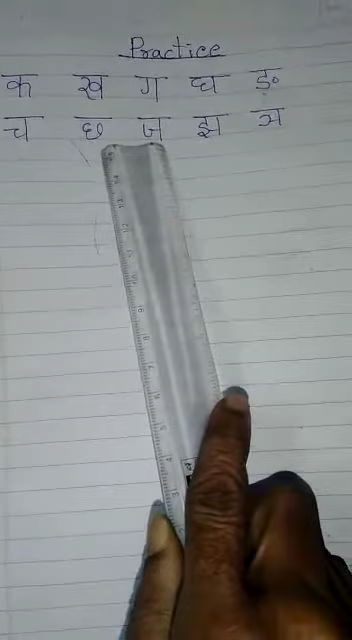 Practice
क ख ग घ ङ
च छ ज झ ञ